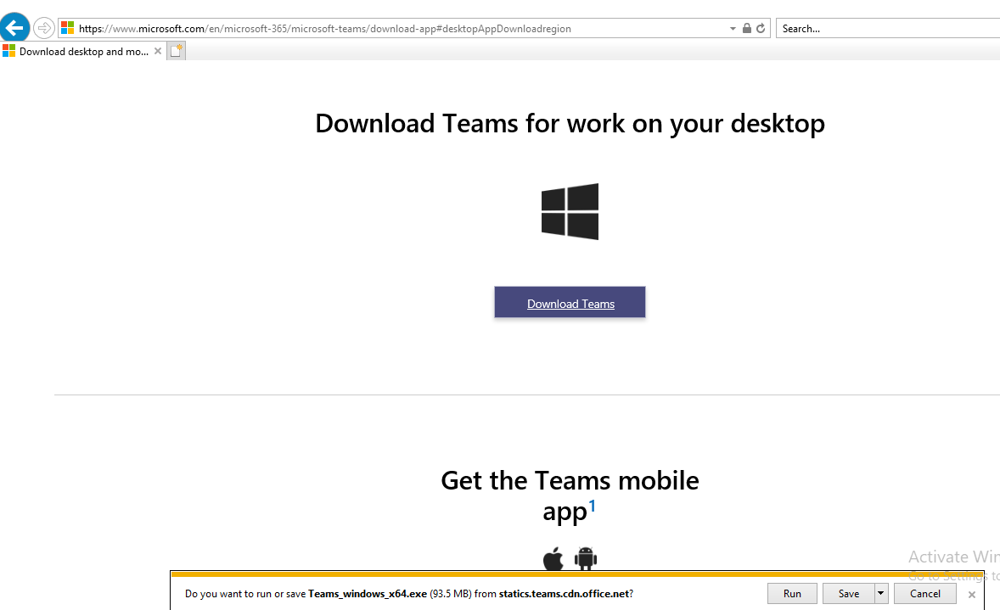 https://www.microsoft.com/en/microsoft-365/microsoft-teams/download-app#desktopAppDownloadregion
Search...
Download desktop and mo...
Download Teams for work on your desktop
Download Teams
Get the Teams mobile
app1
Activate Win
Go to Settings to
Do you want to run or save Teams_windows_x64.exe (93.5 MB) from statics.teams.cdn.office.net?
Run
Save
Cancel